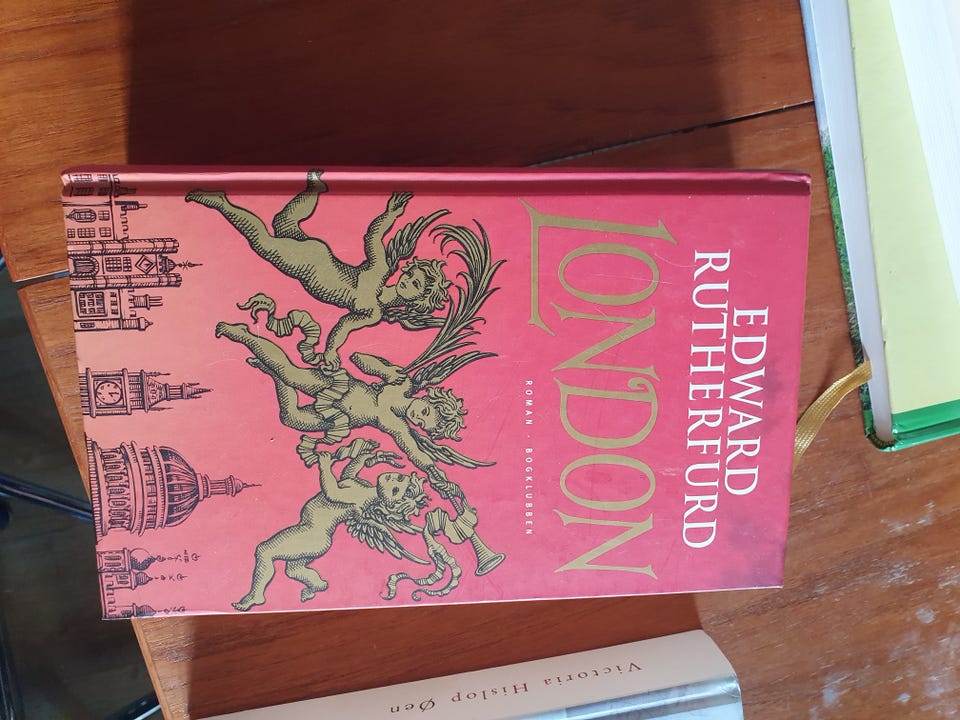 EDWARD
RUTHERFURD
LONDON
ROMAN · BOGKLUBBEN
Victoria Hislop Øen